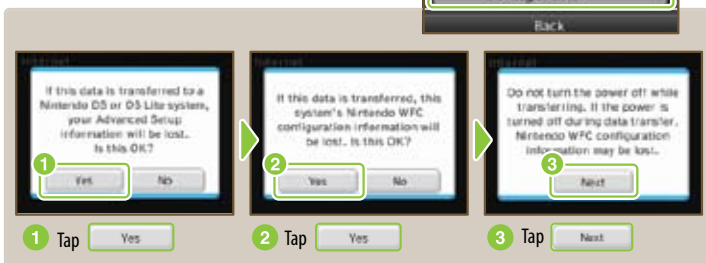 Back
Internet
Internet
Internet
If this data is transferred to a
Nintendo DS or DS Lite system,
your Advanced Setup
information will be lost.
Is this OK?
1
Yes
No
If this data is transferred, this
system's Nintendo WFC
configuration information will
be lost. Is this OK?
2
Yes
No
Do not turn the power off while
transferring. If the power is
turned off during data transfer,
Nintendo WFC configuration
information may be lost.
3
Next
1 Tap Yes
2 Tap Yes
3 Tap Next